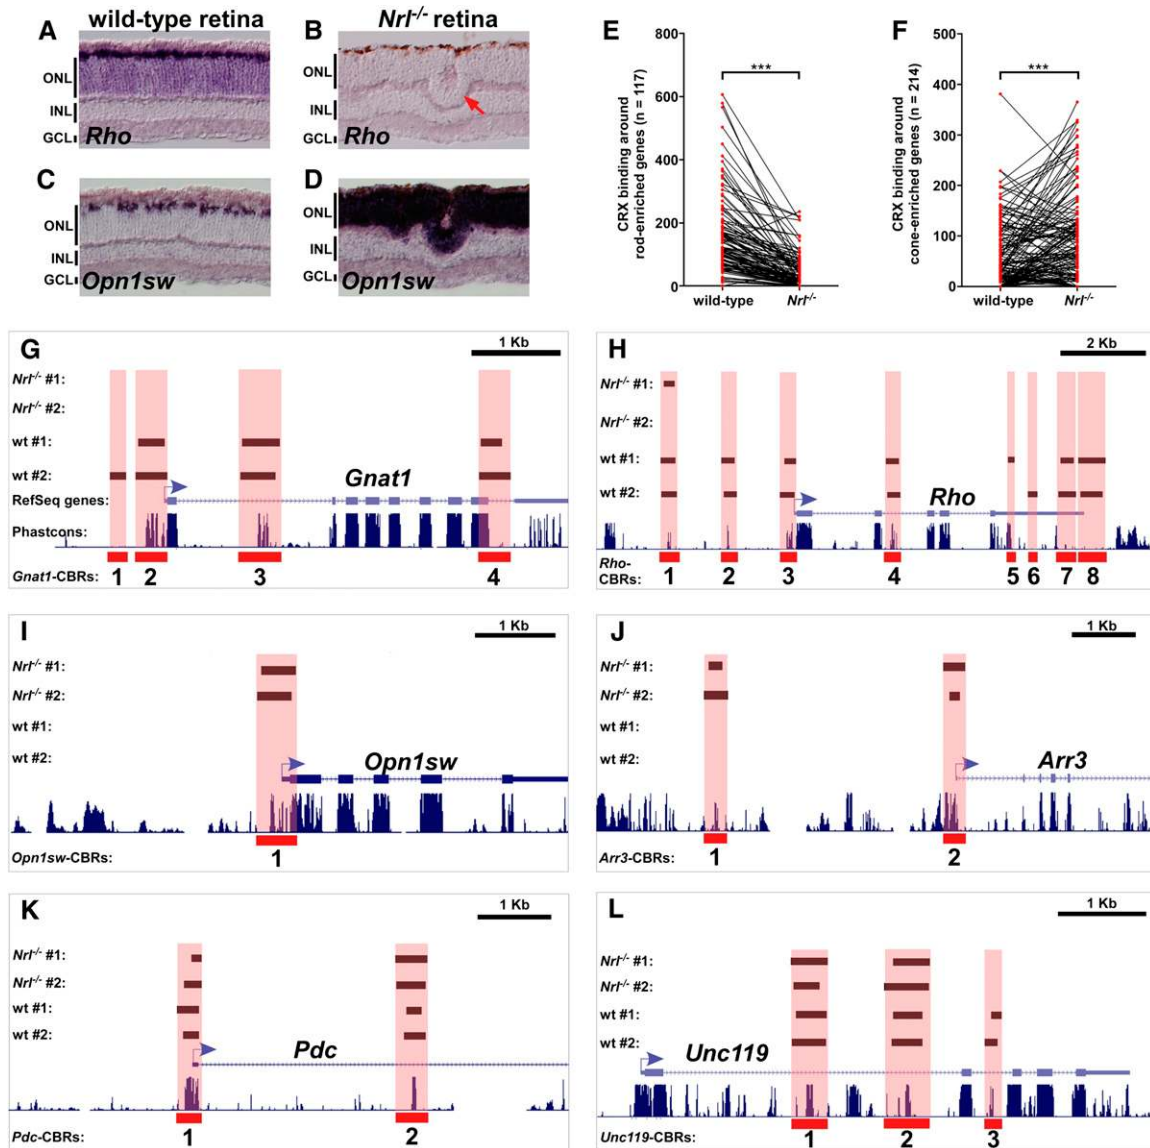 wild-type retina
Nrl-/- retina
A
ONL
INL
GCL
Rho
B
ONL
INL
GCL
Rho
C
ONL
INL
GCL
Opn1sw
D
ONL
INL
GCL
Opn1sw
E
CRX binding around
rod-enriched genes (n = 117)
800
600
400
200
0
***
wild-type
Nrl-/-
F
CRX binding around
cone-enriched genes (n = 214)
500
400
300
200
100
0
***
wild-type
Nrl-/-
G
1 Kb
Nrl-/- #1:
Nrl-/- #2:
wt #1:
wt #2:
Gnat1
RefSeq genes:
Phastcons:
Gnat1-CBRs:
1 2 3 4
H
2 Kb
Nrl-/- #1:
Nrl-/- #2:
wt #1:
wt #2:
Rho
Rho-
CBRs:
1 2 3 4 5 6 7 8
I
1 Kb
Nrl-/- #1:
Nrl-/- #2:
wt #1:
wt #2:
Opn1sw
Opn1sw-CBRs:
1
J
1 Kb
Nrl-/- #1:
Nrl-/- #2:
wt #1:
wt #2:
Arr3
Arr3-CBRs:
1 2
K
1 Kb
Nrl-/- #1:
Nrl-/- #2:
wt #1:
wt #2:
Pdc
Pdc-CBRs:
1 2
L
1 Kb
Nrl-/- #1:
Nrl-/- #2:
wt #1:
wt #2:
Unc119
Unc119-CBRs:
1 2 3